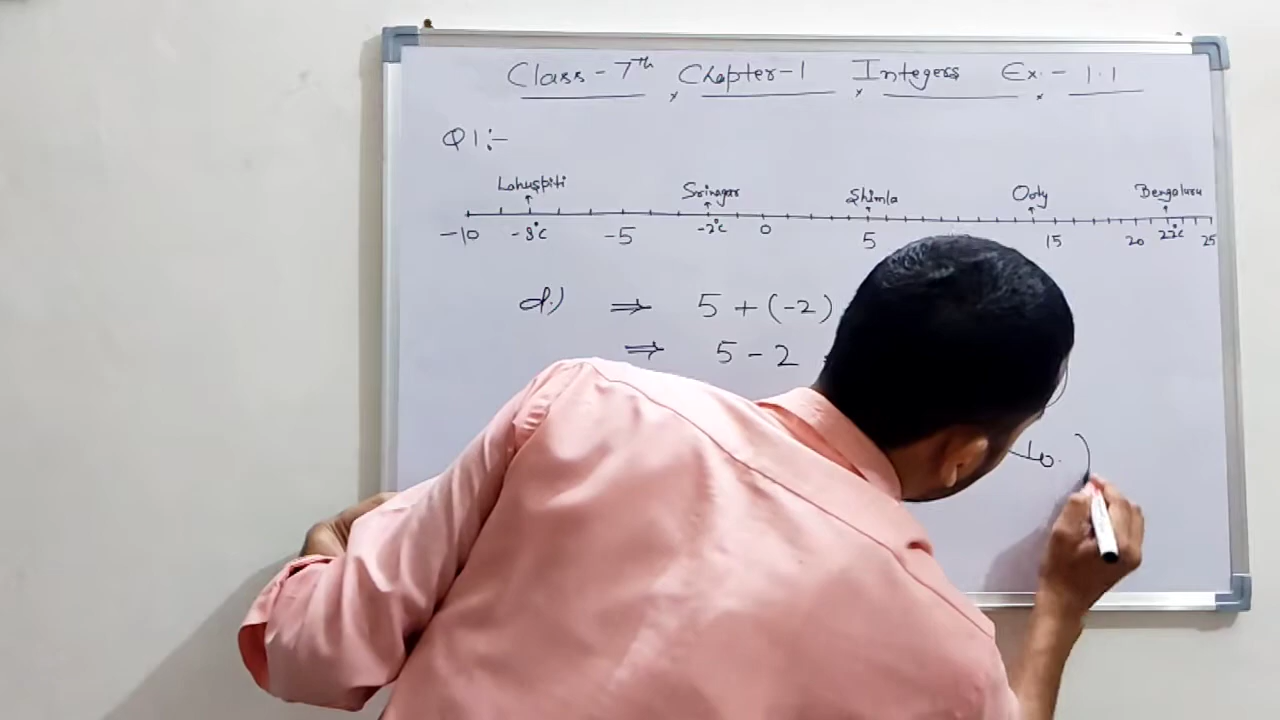 Class-7th Chapter-1 Integers Ex.-1.1
Q1:-
Lahuspiti Srinagar Shimla Ooty Bengaluru
-10 -8°C -5 -2°C 0 5 15 20 22°C 25
d.) ⇒ 5 + (-2)
⇒ 5 - 2